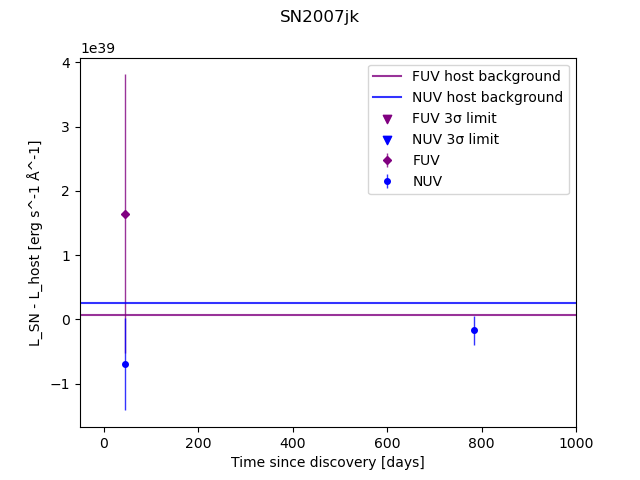 SN2007jk
1e39
4
3
2
1
0
−1
L_SN - L_host [erg s^-1 Å^-1]
FUV host background
NUV host background
FUV 3σ limit
NUV 3σ limit
FUV
NUV
0 200 400 600 800 1000
Time since discovery [days]